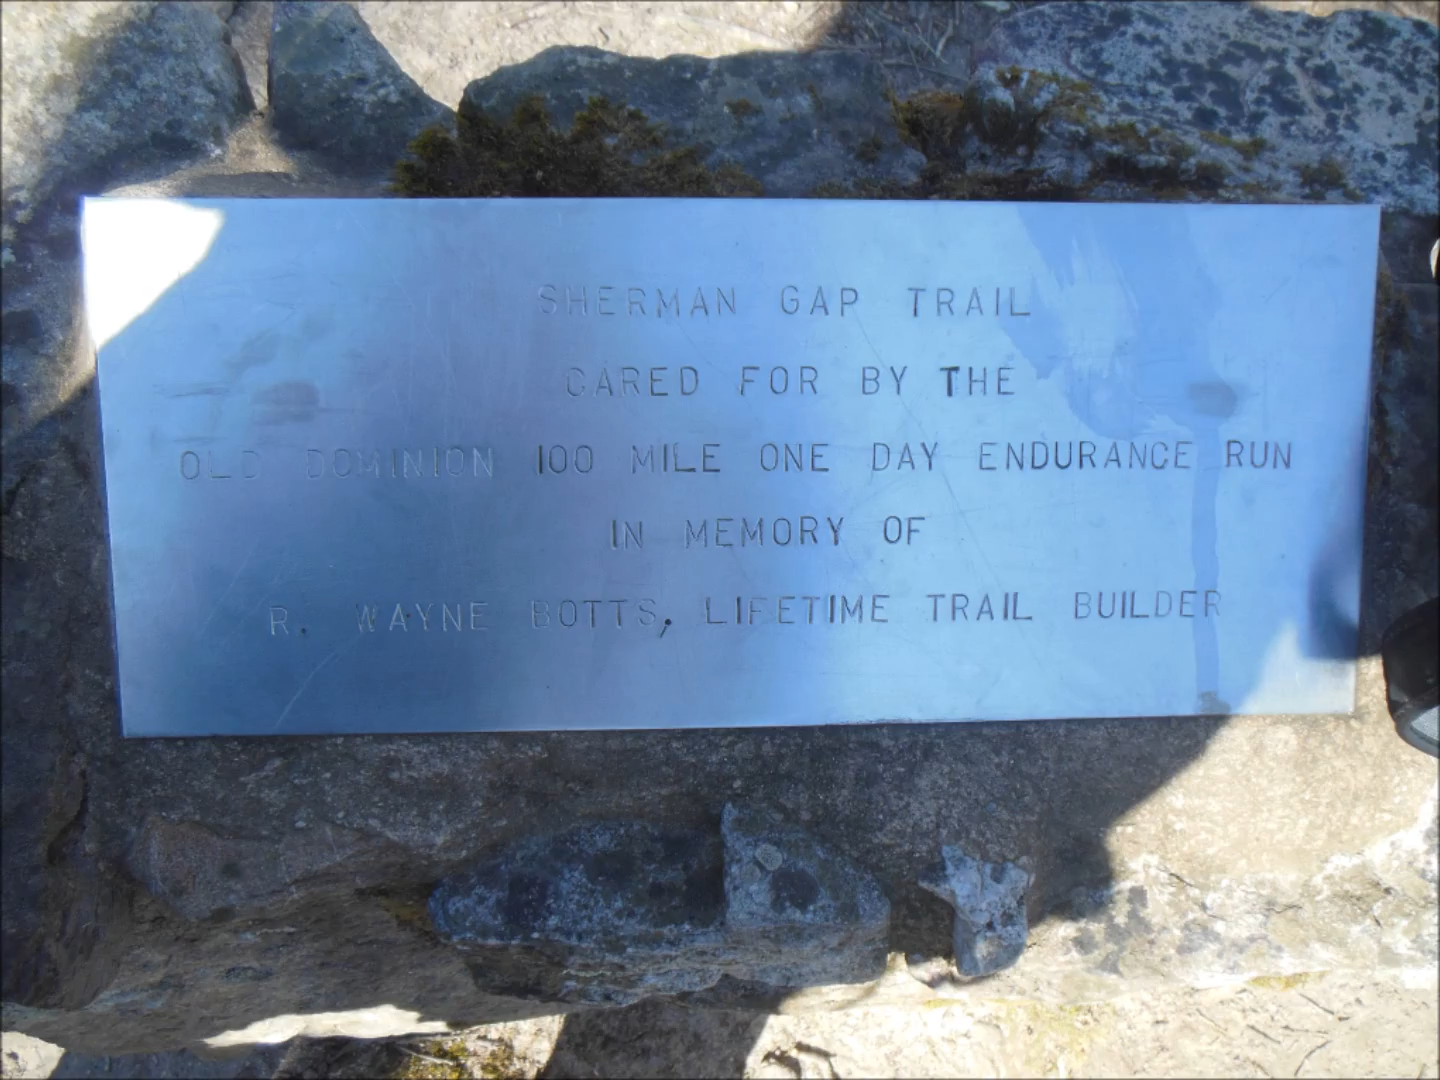 SHERMAN GAP TRAIL
CARED FOR BY THE
OLD DOMINION 100 MILE ONE DAY ENDURANCE RUN
IN MEMORY OF
R. WAYNE BOTTS, LIFETIME TRAIL BUILDER